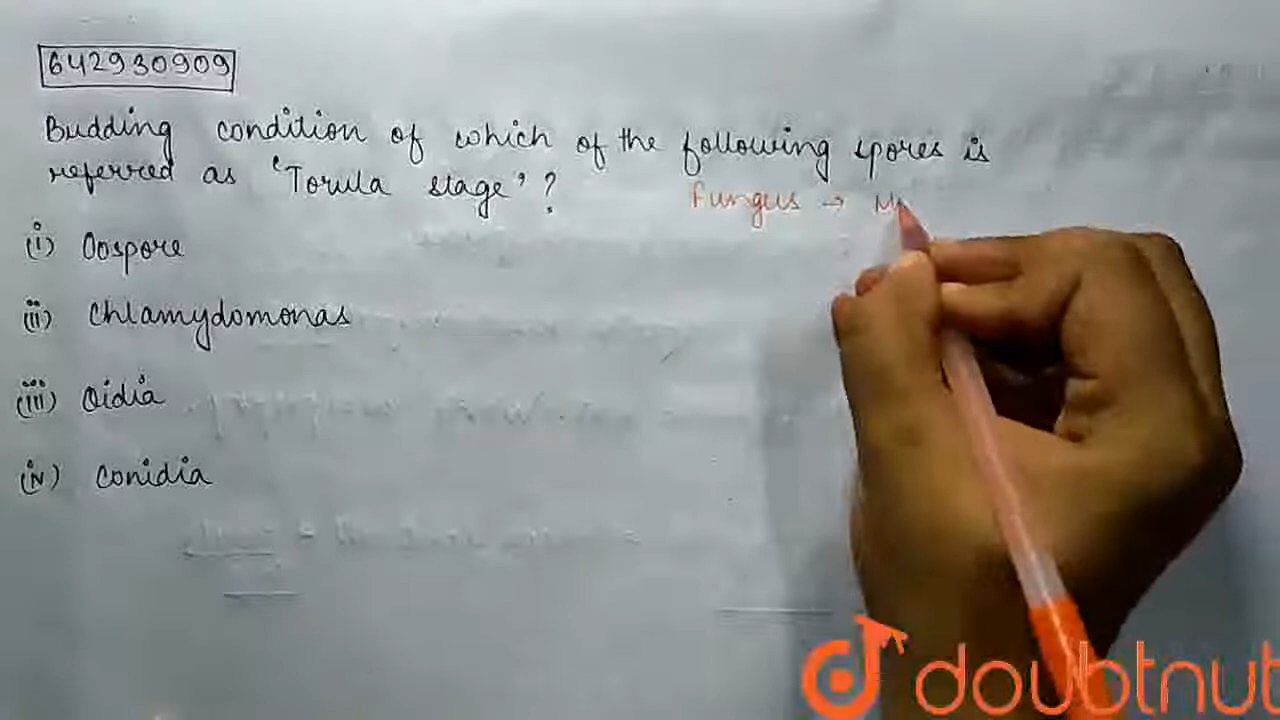 642930909
Budding condition of which of the following spores is
referred as 'Torula stage'?
Fungus →
(i) Oospore
(ii) Chlamydomonas
(iii) Oidia
(iv) Conidia
doubtnut